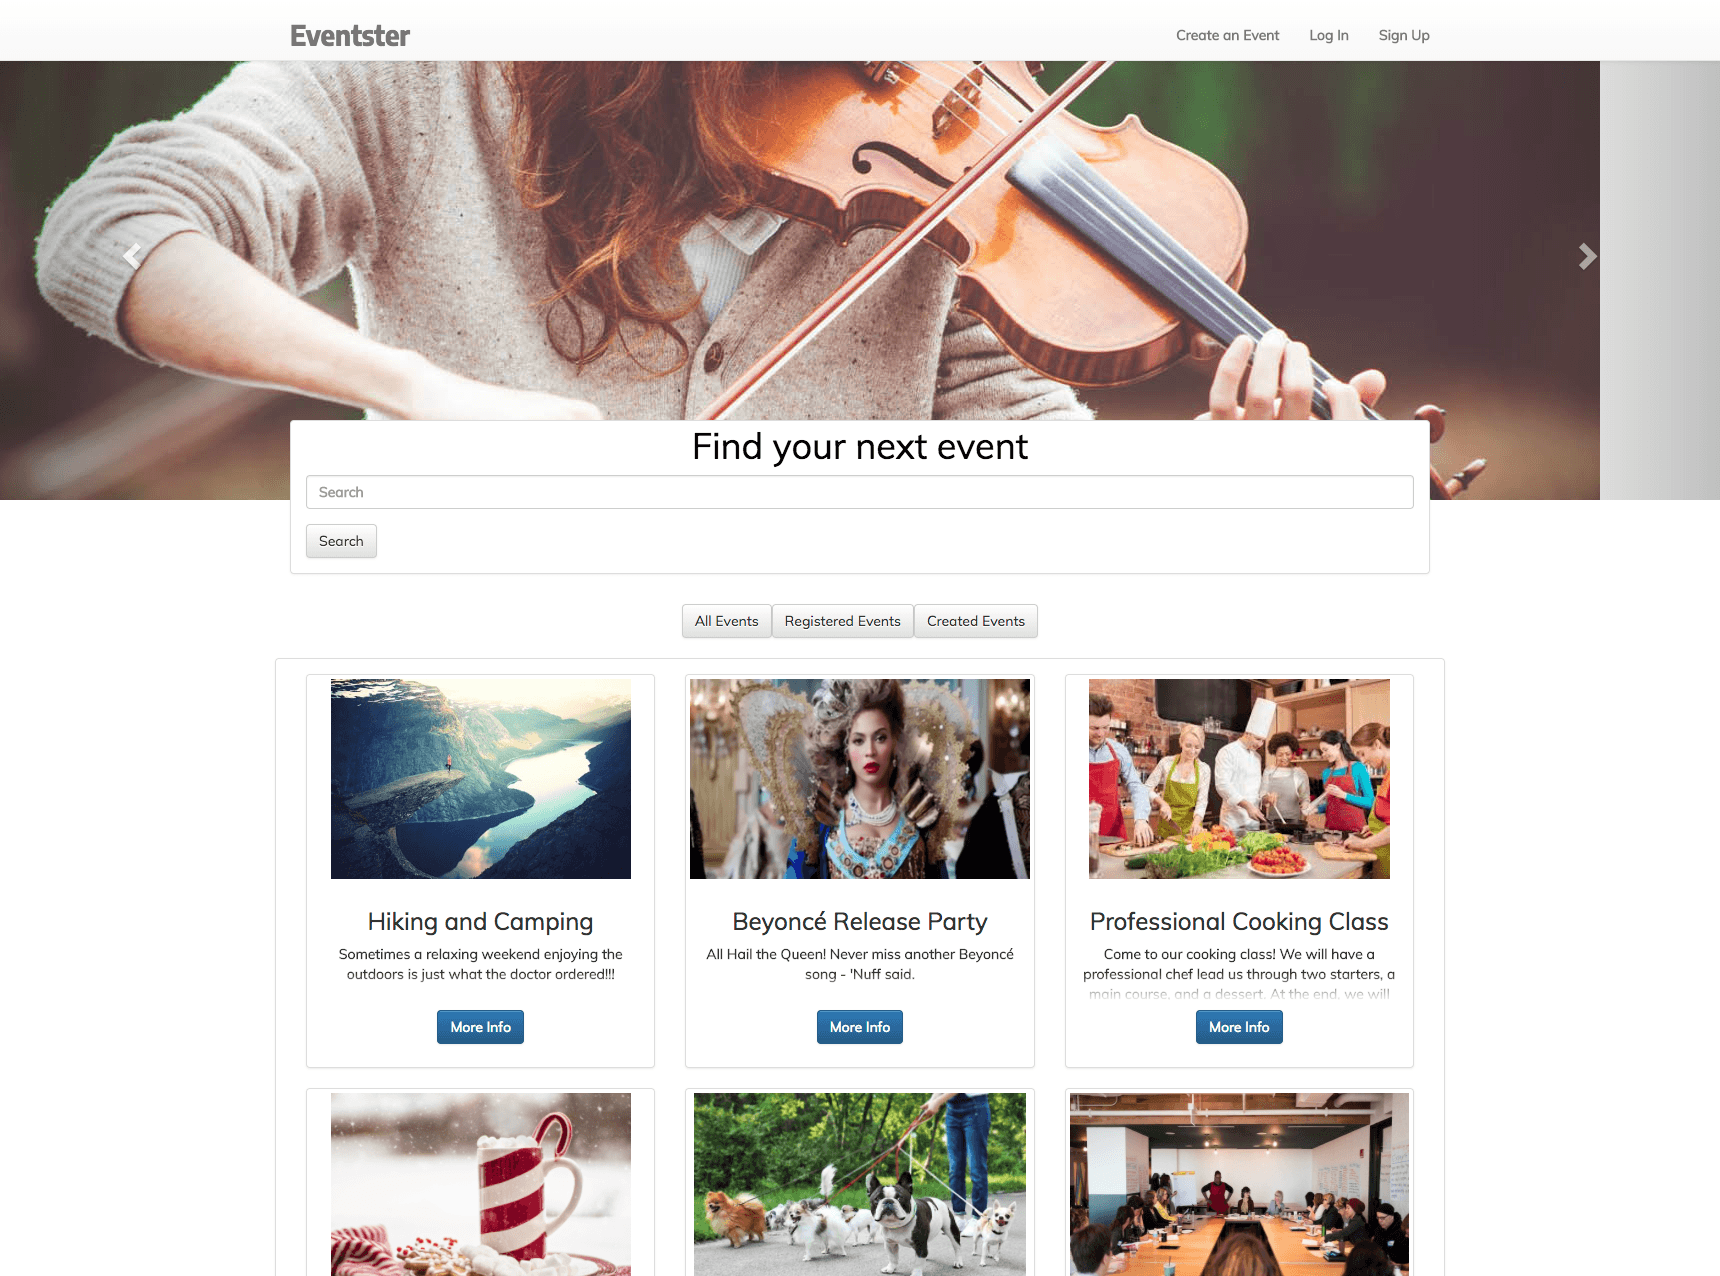 Eventster
Create an Event Log In Sign Up
Find your next event
Search
Search
All Events Registered Events Created Events
Hiking and Camping
Sometimes a relaxing weekend enjoying the
outdoors is just what the doctor ordered!!!
More Info
Beyoncé Release Party
All Hail the Queen! Never miss another Beyoncé
song - 'Nuff said.
More Info
Professional Cooking Class
Come to our cooking class! We will have a
professional chef lead us through two starters, a
main course, and a dessert. At the end, we will
More Info